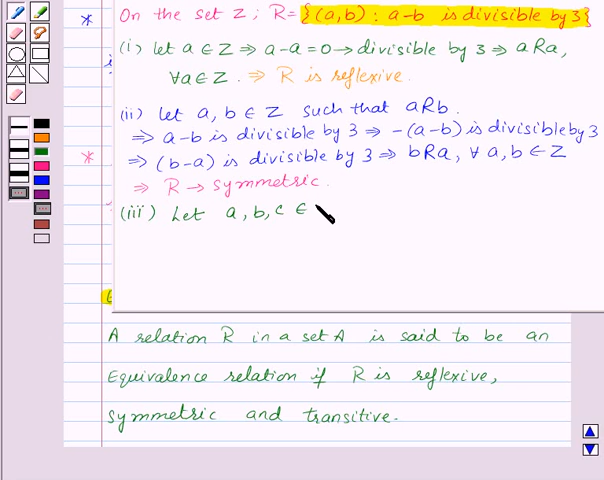 On the set Z ; R = {(a,b) : a-b is divisible by 3}
(i) let a ∈ Z ⇒ a-a = 0 → divisible by 3 ⇒ aRa,
∀ a ∈ Z. ⇒ R is reflexive.
(ii) Let a, b ∈ Z such that aRb.
⇒ a-b is divisible by 3 ⇒ -(a-b) is divisible by 3
⇒ (b-a) is divisible by 3 ⇒ bRa, ∀ a, b ∈ Z
⇒ R → symmetric.
(iii) Let a, b, c ∈
A relation R in a set A is said to be an
Equivalence relation if R is reflexive,
symmetric and transitive.